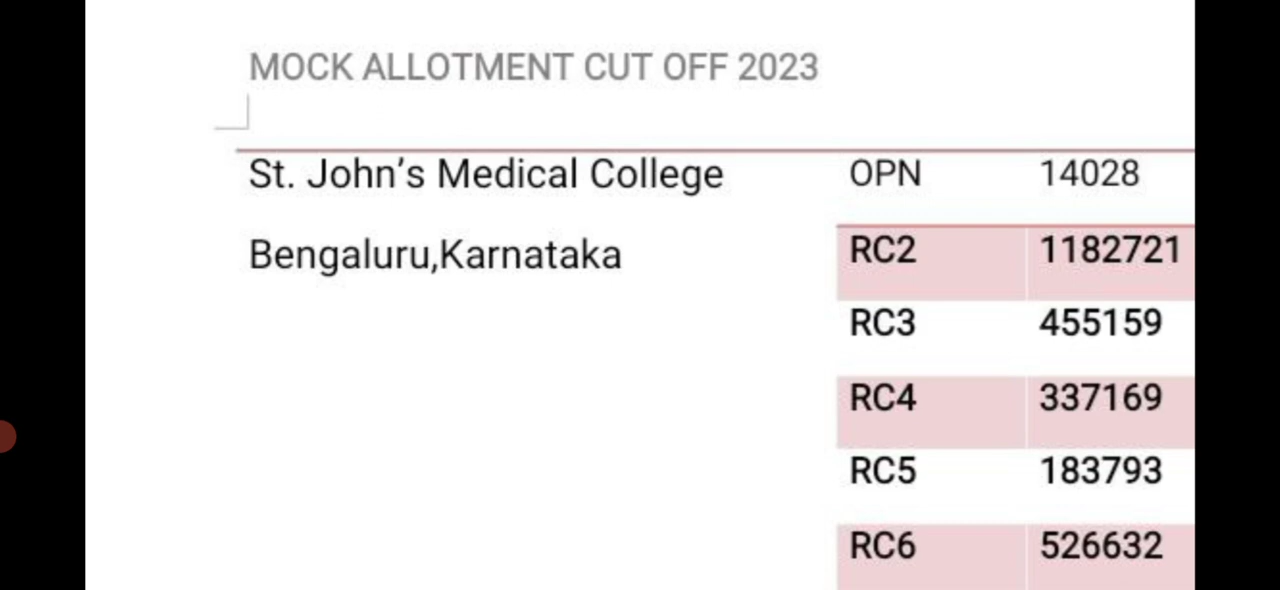 MOCK ALLOTMENT CUT OFF 2023
St. John’s Medical College OPN 14028
Bengaluru,Karnataka RC2 1182721
RC3 455159
RC4 337169
RC5 183793
RC6 526632